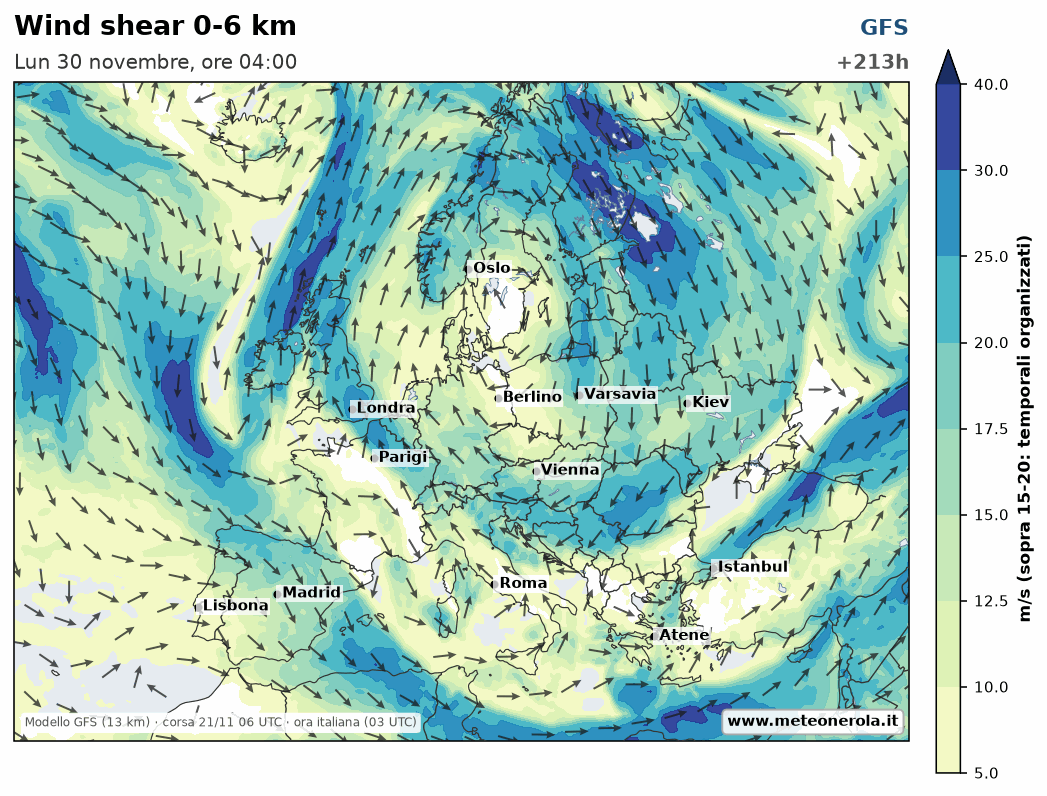 Wind shear 0-6 km
GFS
Lun 30 novembre, ore 04:00
+213h
40.0
30.0
25.0
20.0
17.5
15.0
12.5
10.0
5.0
m/s (sopra 15-20: temporali organizzati)
Oslo
Berlino
Varsavia
Kiev
Londra
Parigi
Vienna
Istanbul
Roma
Madrid
Lisbona
Atene
Modello GFS (13 km) · corsa 21/11 06 UTC · ora italiana (03 UTC)
www.meteonerola.it